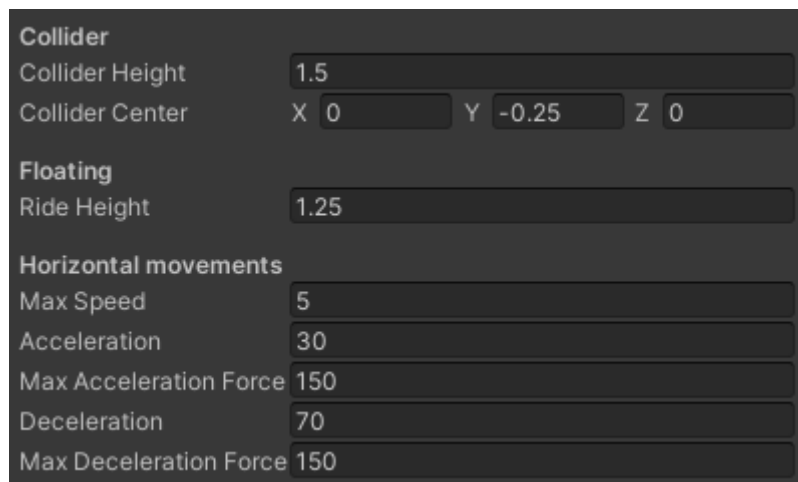 Collider
Collider Height 1.5
Collider Center X 0 Y -0.25 Z 0
Floating
Ride Height 1.25
Horizontal movements
Max Speed 5
Acceleration 30
Max Acceleration Force 150
Deceleration 70
Max Deceleration Force 150